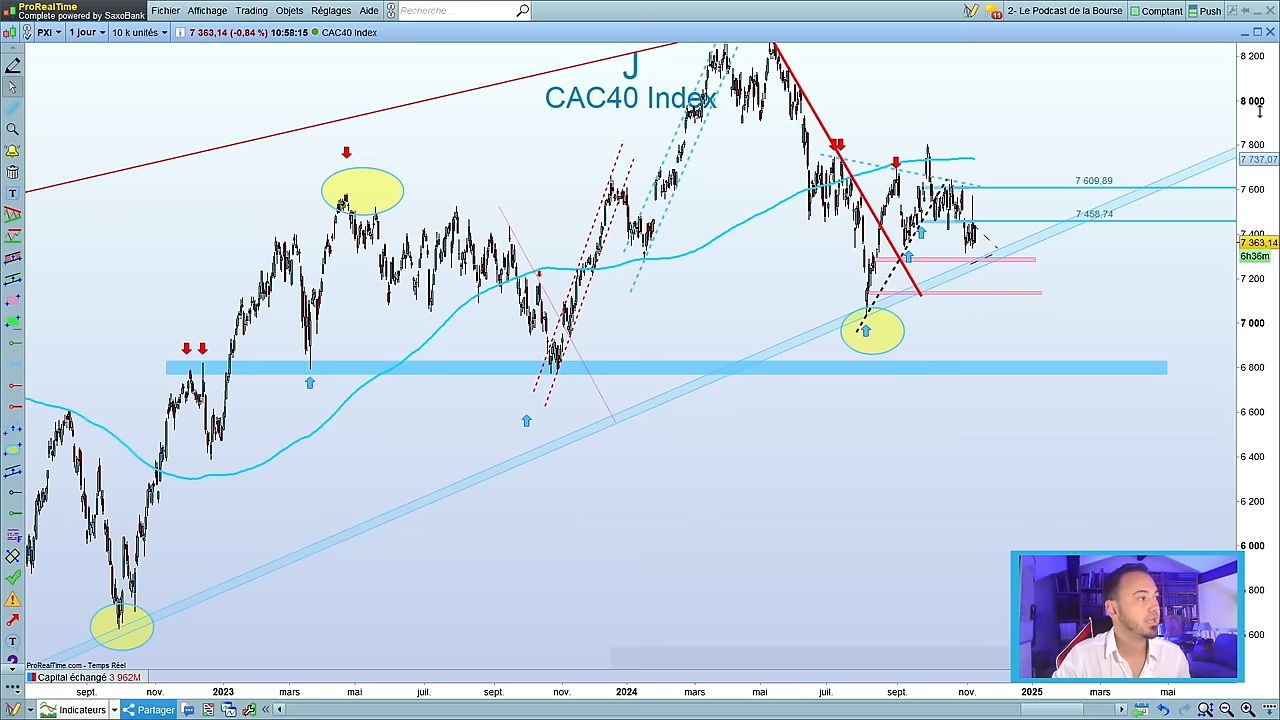 ProRealTime
Complete powered by SaxoBank
Fichier Affichage Trading Objets Réglages Aide
Recherche...
11
2- Le Podcast de la Bourse
Comptant
Push
PXI 1 jour 10 k unités
7 363,14 (-0,84 %) 10:58:15 CAC40 Index
J
CAC40 Index
8 200
8 000
7 800
7 737,07
7 609,89
7 600
7 458,74
7 400
7 363,14
6h36m
7 200
7 000
6 800
6 600
6 400
6 200
6 000
800
600
ProRealTime.com - Temps Réel
Capital échangé 3 962M
sept. nov. 2023 mars mai juil. sept. nov. 2024 mars mai juil. sept. nov. 2025 mars mai
Indicateurs
Partager